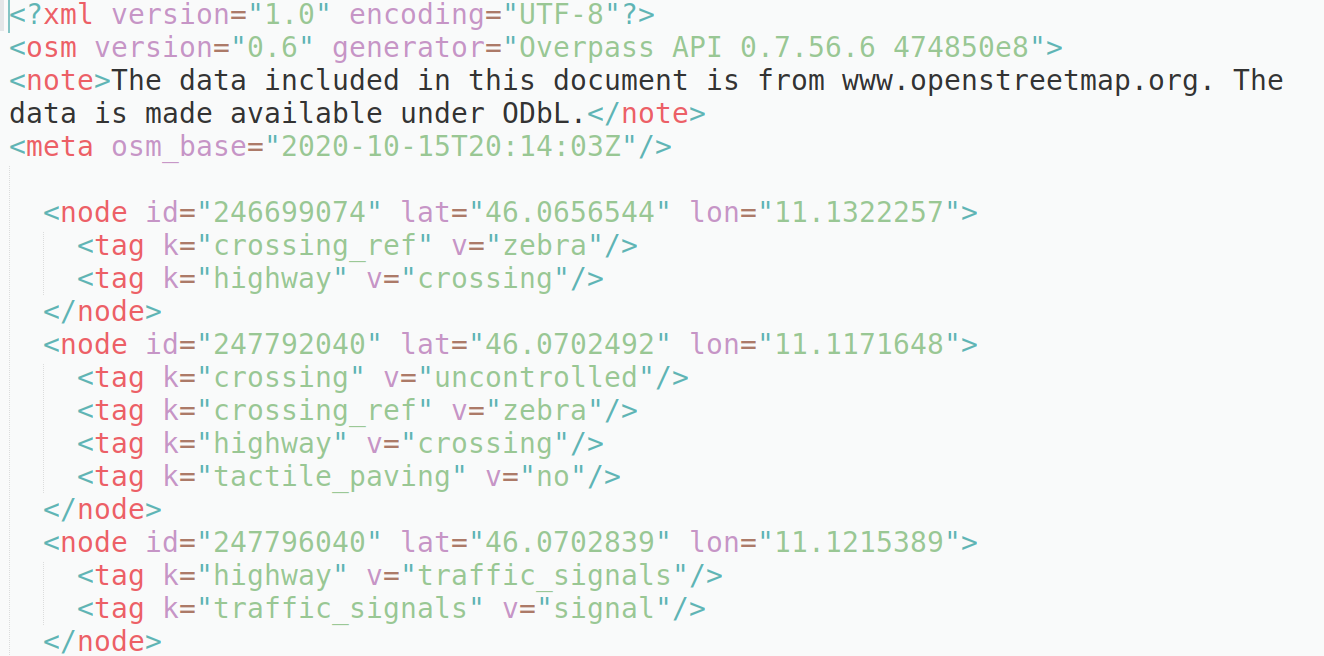 <?xml version="1.0" encoding="UTF-8"?>
<osm version="0.6" generator="Overpass API 0.7.56.6 474850e8">
<note>The data included in this document is from www.openstreetmap.org. The
data is made available under ODbL.</note>
<meta osm_base="2020-10-15T20:14:03Z"/>

  <node id="246699074" lat="46.0656544" lon="11.1322257">
    <tag k="crossing_ref" v="zebra"/>
    <tag k="highway" v="crossing"/>
  </node>
  <node id="247792040" lat="46.0702492" lon="11.1171648">
    <tag k="crossing" v="uncontrolled"/>
    <tag k="crossing_ref" v="zebra"/>
    <tag k="highway" v="crossing"/>
    <tag k="tactile_paving" v="no"/>
  </node>
  <node id="247796040" lat="46.0702839" lon="11.1215389">
    <tag k="highway" v="traffic_signals"/>
    <tag k="traffic_signals" v="signal"/>
  </node>